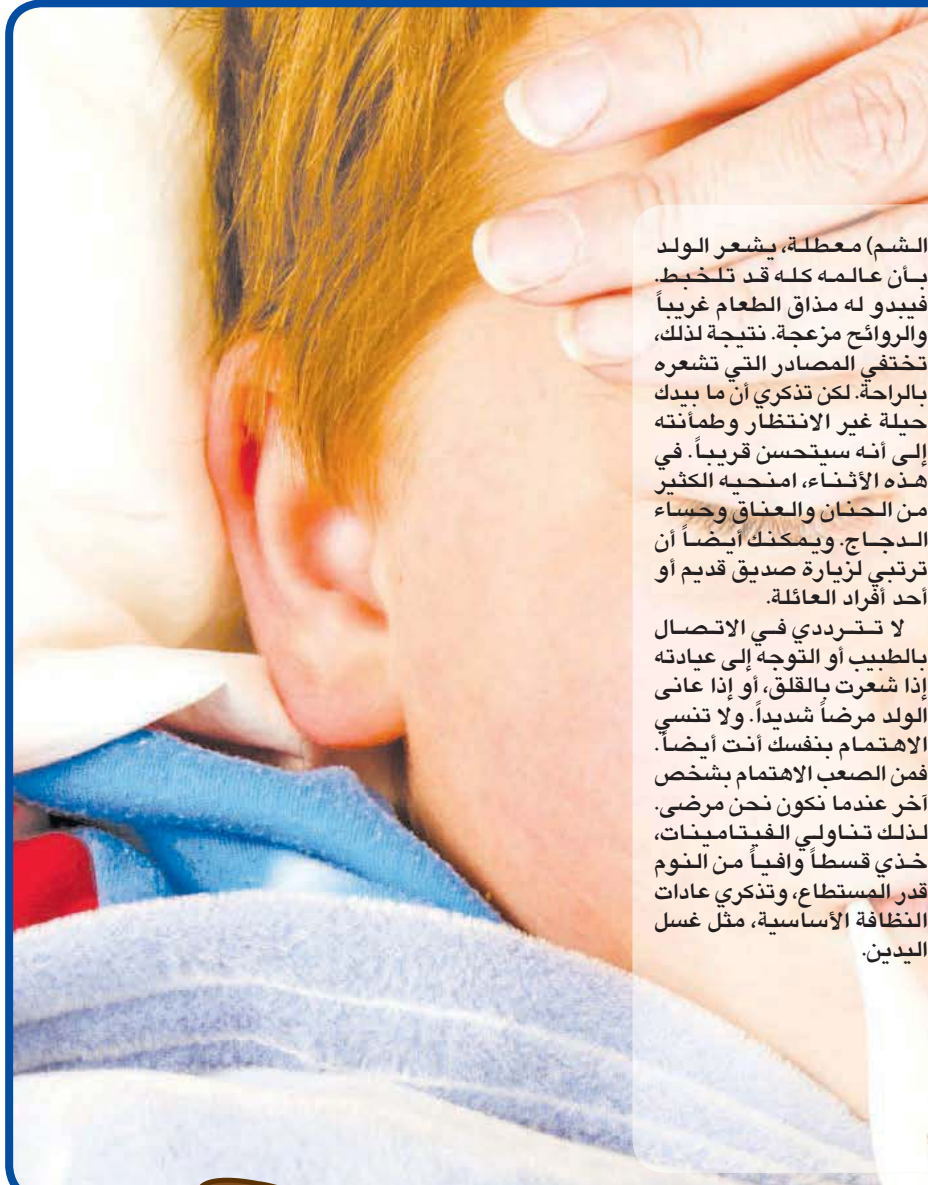 الشم) معطلة، يشعر الولد
بأن عالمه كله قد تلخبط.
فيبدو له مذاق الطعام غريباً
والروائح مزعجة. نتيجة لذلك،
تختفي المصادر التي تشعره
بالراحة. لكن تذكري أن ما بيدك
حيلة غير الانتظار وطمأنته
إلى أنه سيتحسن قريباً. في
هذه الأثناء، امنحيه الكثير
من الحنان والعناق وحساء
الدجاج. ويمكنك أيضاً أن
ترتبي لزيارة صديق قديم أو
أحد أفراد العائلة.
لا تترددي في الاتصال
بالطبيب أو التوجه إلى عيادته
إذا شعرت بالقلق، أو إذا عانى
الولد مرضاً شديداً. ولا تنسي
الاهتمام بنفسك أنت أيضاً.
فمن الصعب الاهتمام بشخص
آخر عندما نكون نحن مرضى.
لذلك تناولي الفيتامينات،
خذي قسطاً وافياً من النوم
قدر المستطاع، وتذكري عادات
النظافة الأساسية، مثل غسل
اليدين.